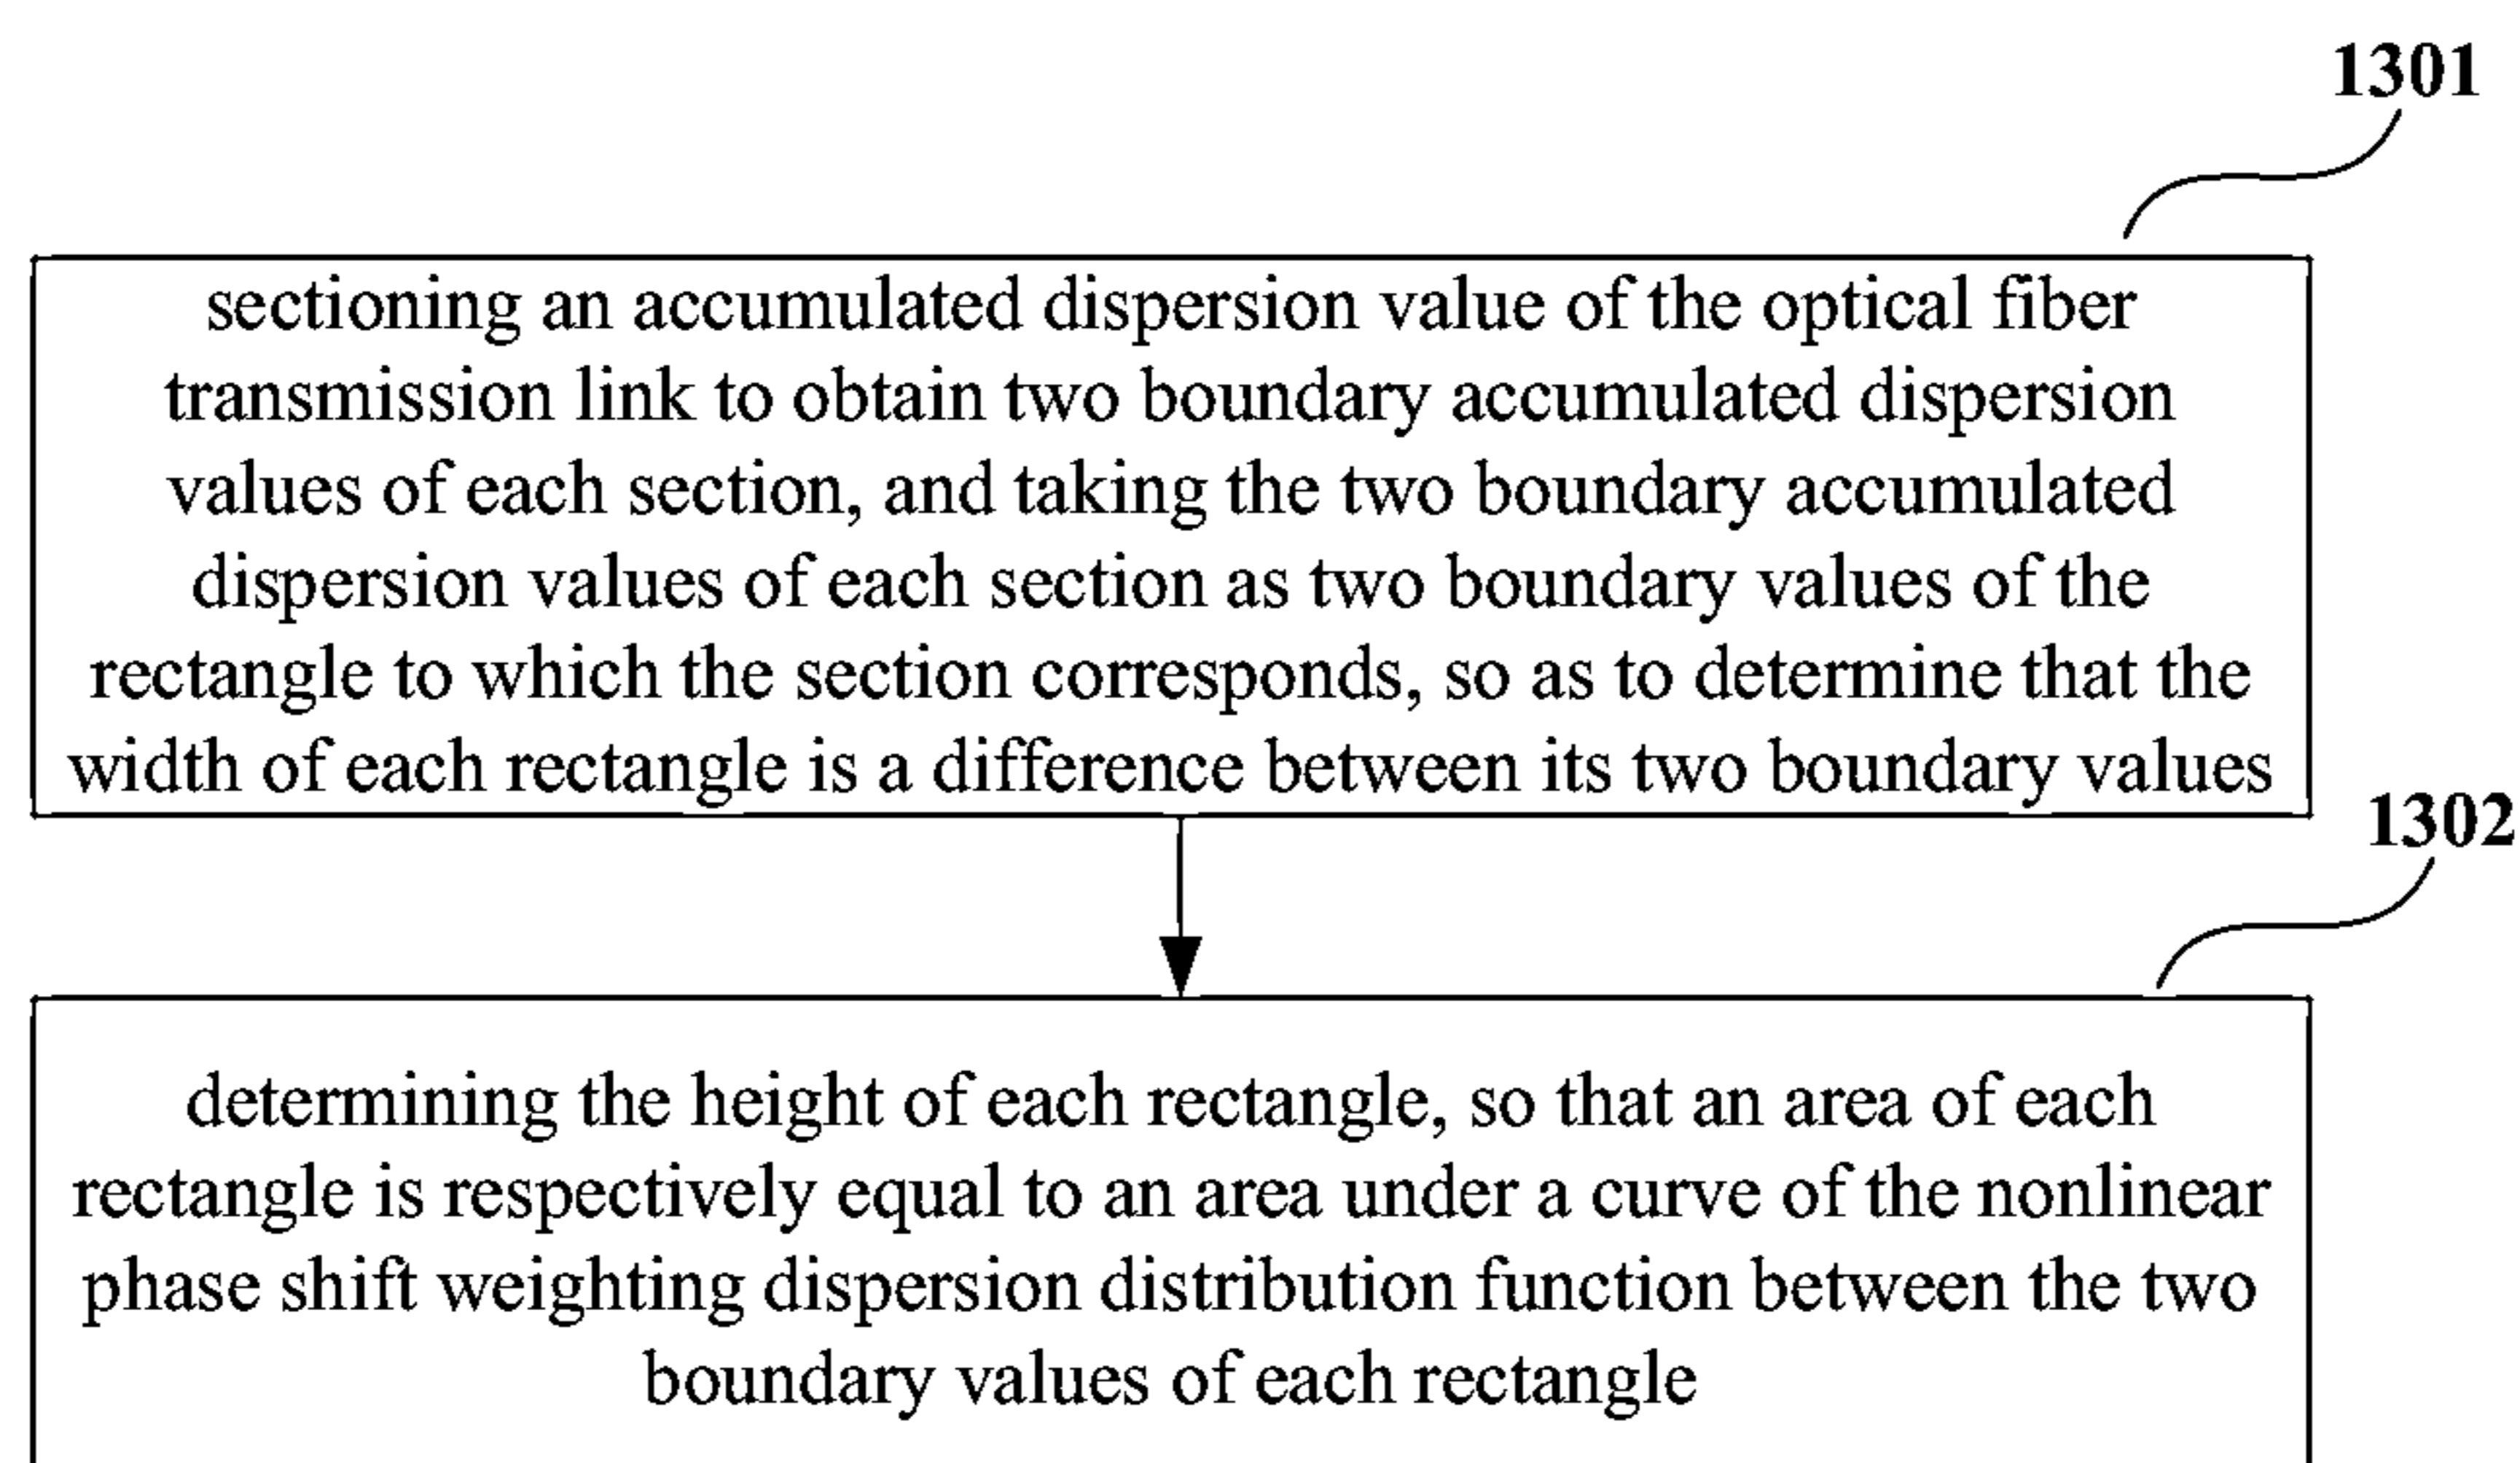 1301
sectioning an accumulated dispersion value of the optical fiber
transmission link to obtain two boundary accumulated dispersion
values of each section, and taking the two boundary accumulated
dispersion values of each section as two boundary values of the
rectangle to which the section corresponds, so as to determine that the
width of each rectangle is a difference between its two boundary values
1302
determining the height of each rectangle, so that an area of each
rectangle is respectively equal to an area under a curve of the nonlinear
phase shift weighting dispersion distribution function between the two
boundary values of each rectangle